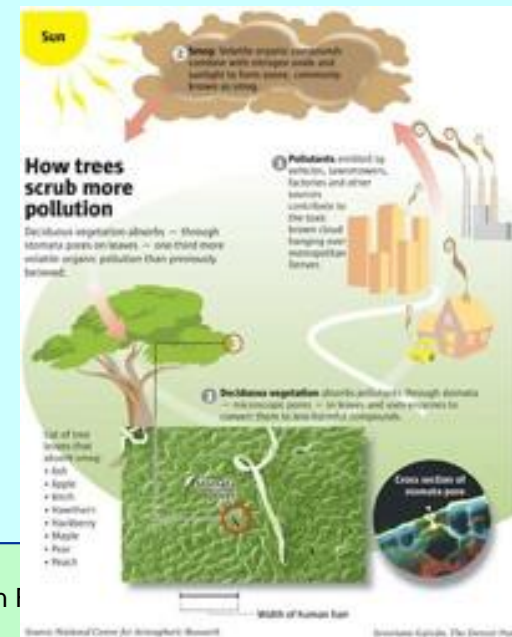 Sun
Smog Volatile organic compounds
combine with nitrogen oxide and
sunlight to form ozone, commonly
known as smog.
How trees
scrub more
pollution
Deciduous vegetation absorbs — through
stomata pores on leaves — one-third more
volatile organic pollution than previously
believed.
Pollutants emitted by
vehicles, lawnmowers,
factories and other
sources
contribute to
the toxic
brown cloud
hanging over
metropolitan
Denver.
Deciduous vegetation absorbs pollutants through stomata
— microscopic pores — in leaves and uses enzymes to
convert them to less harmful compounds.
List of tree
leaves that
absorb smog:
• Ash
• Apple
• Birch
• Hawthorn
• Hackberry
• Maple
• Pear
• Peach
Cross section of
stomata pore
Width of human hair
Source: National Center for Atmospheric Research
The Denver